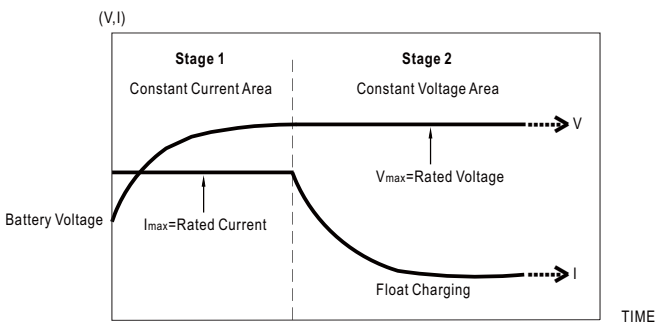 (V,I)
Stage 1
Constant Current Area
Stage 2
Constant Voltage Area
V
Vmax=Rated Voltage
Battery Voltage
Imax=Rated Current
I
Float Charging
TIME